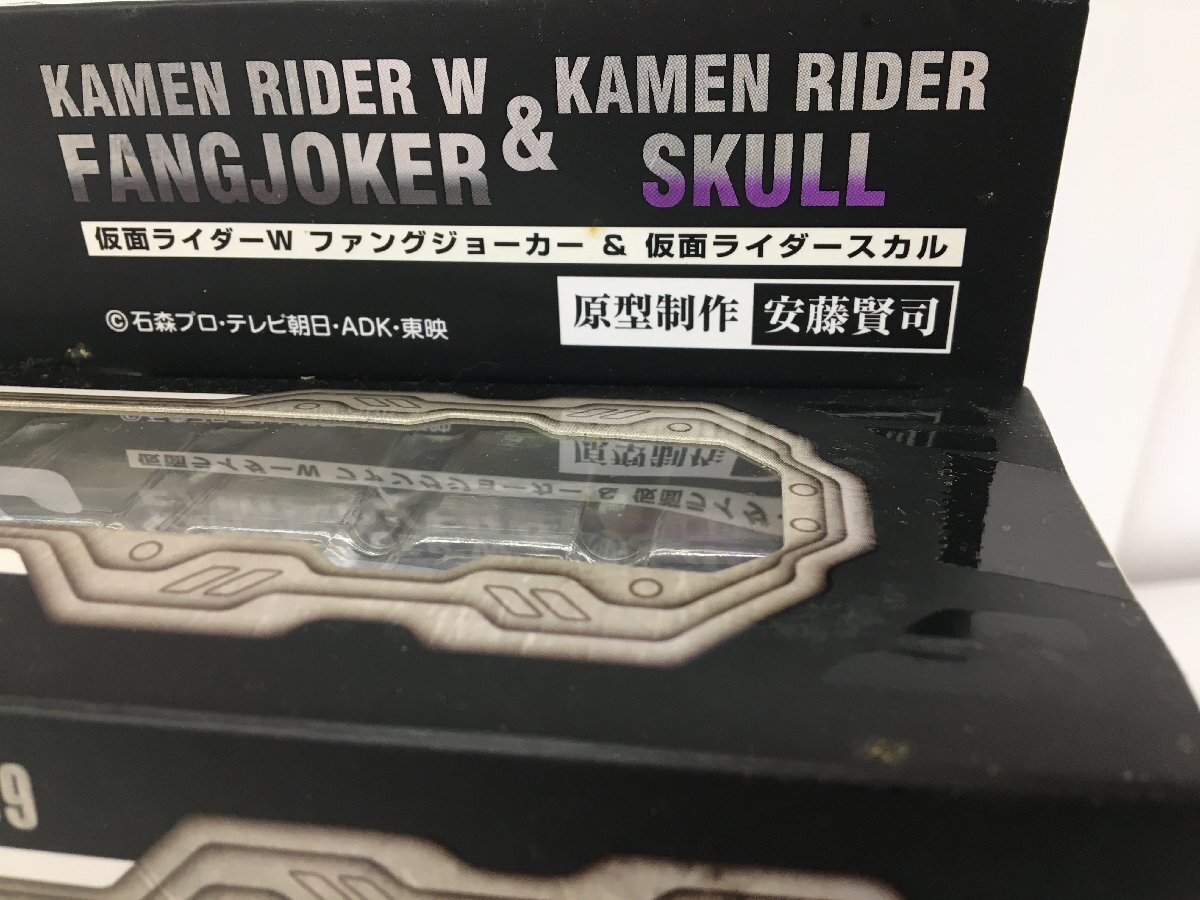 KAMEN RIDER W
FANGJOKER
&
KAMEN RIDER
SKULL
仮面ライダーW ファングジョーカー & 仮面ライダースカル
©石森プロ・テレビ朝日・ADK・東映
原型制作 安藤賢司